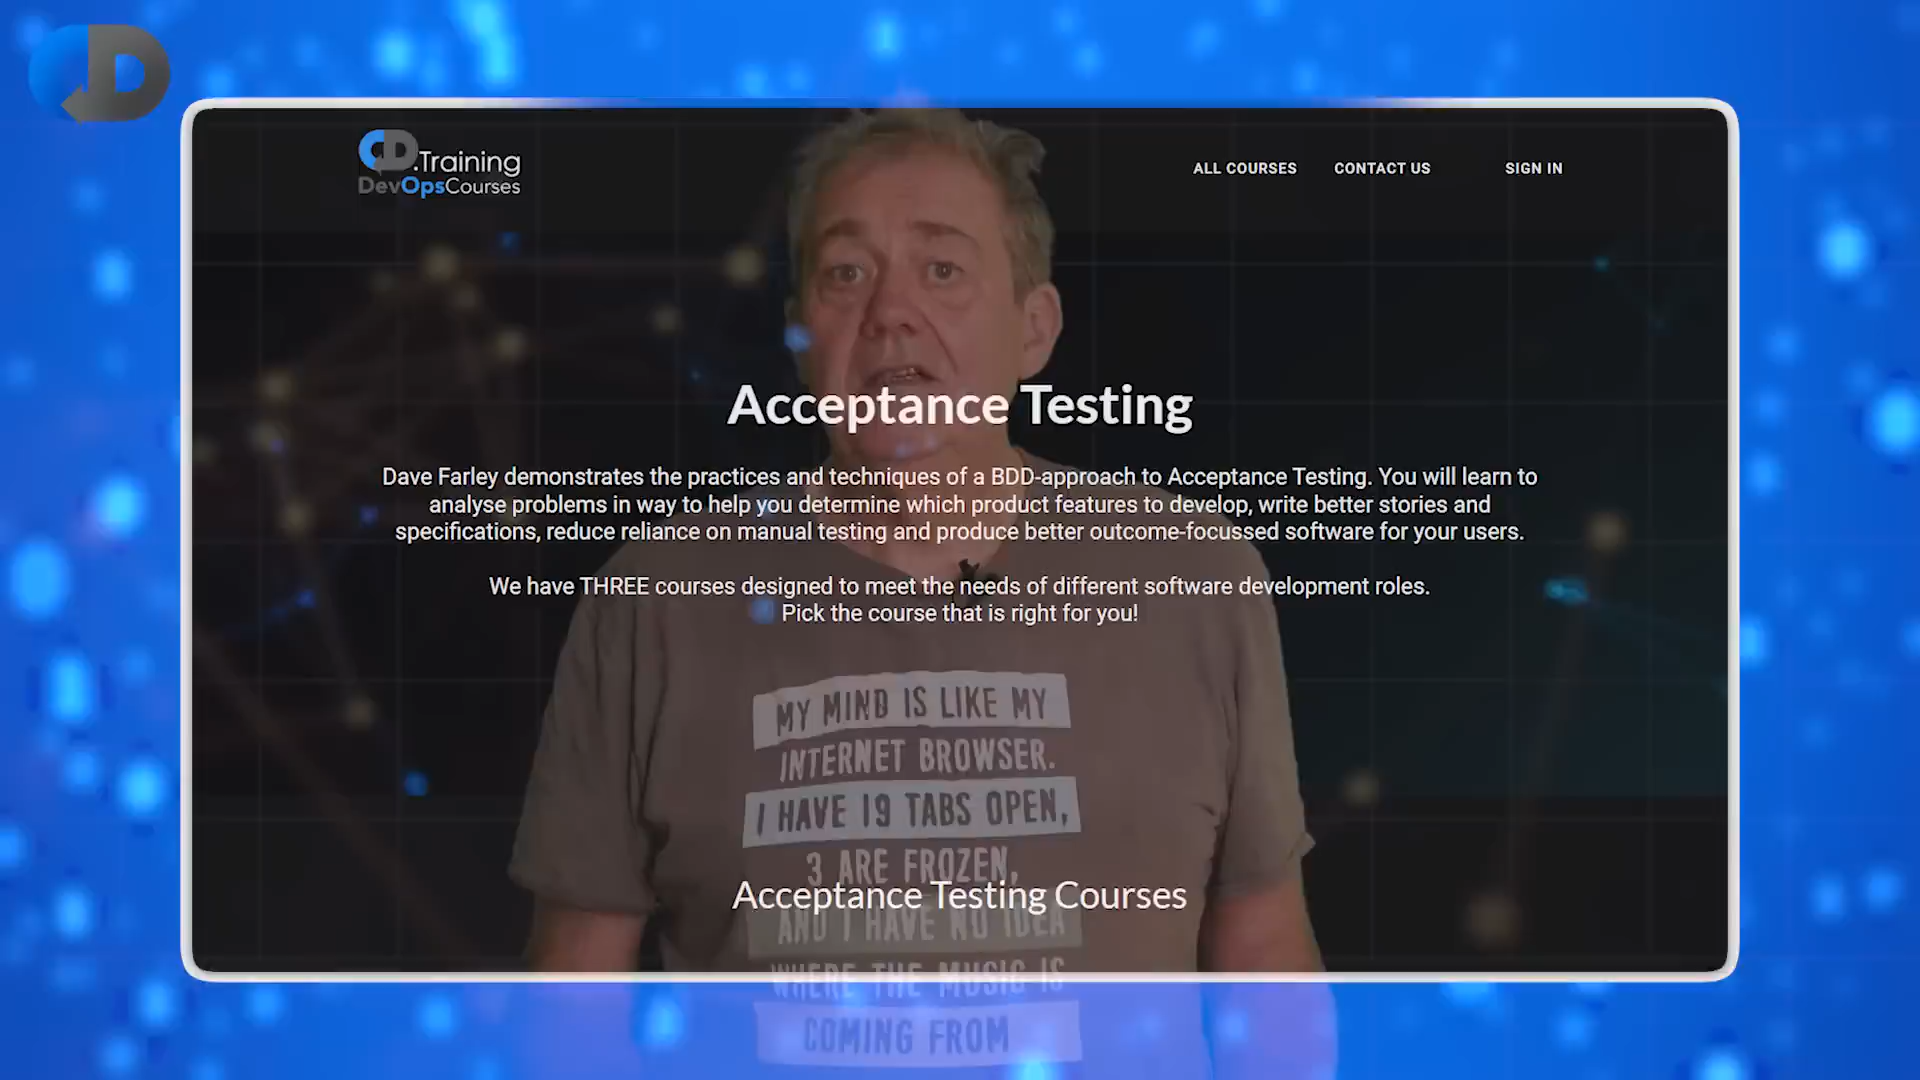 CD
CD.Training
DevOpsCourses
ALL COURSES CONTACT US SIGN IN
Acceptance Testing
Dave Farley demonstrates the practices and techniques of a BDD-approach to Acceptance Testing. You will learn to
analyse problems in way to help you determine which product features to develop, write better stories and
specifications, reduce reliance on manual testing and produce better outcome-focussed software for your users.
We have THREE courses designed to meet the needs of different software development roles.
Pick the course that is right for you!
MY MIND IS LIKE MY
INTERNET BROWSER.
I HAVE 19 TABS OPEN,
3 ARE FROZEN,
Acceptance Testing Courses
AND I HAVE NO IDEA
WHERE THE MUSIC IS
COMING FROM